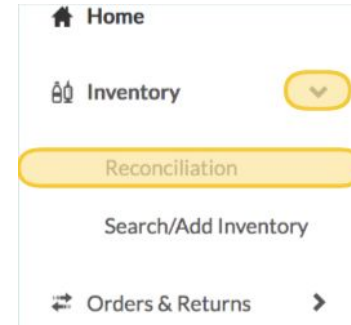 Home
Inventory
Reconciliation
Search/Add Inventory
Orders & Returns